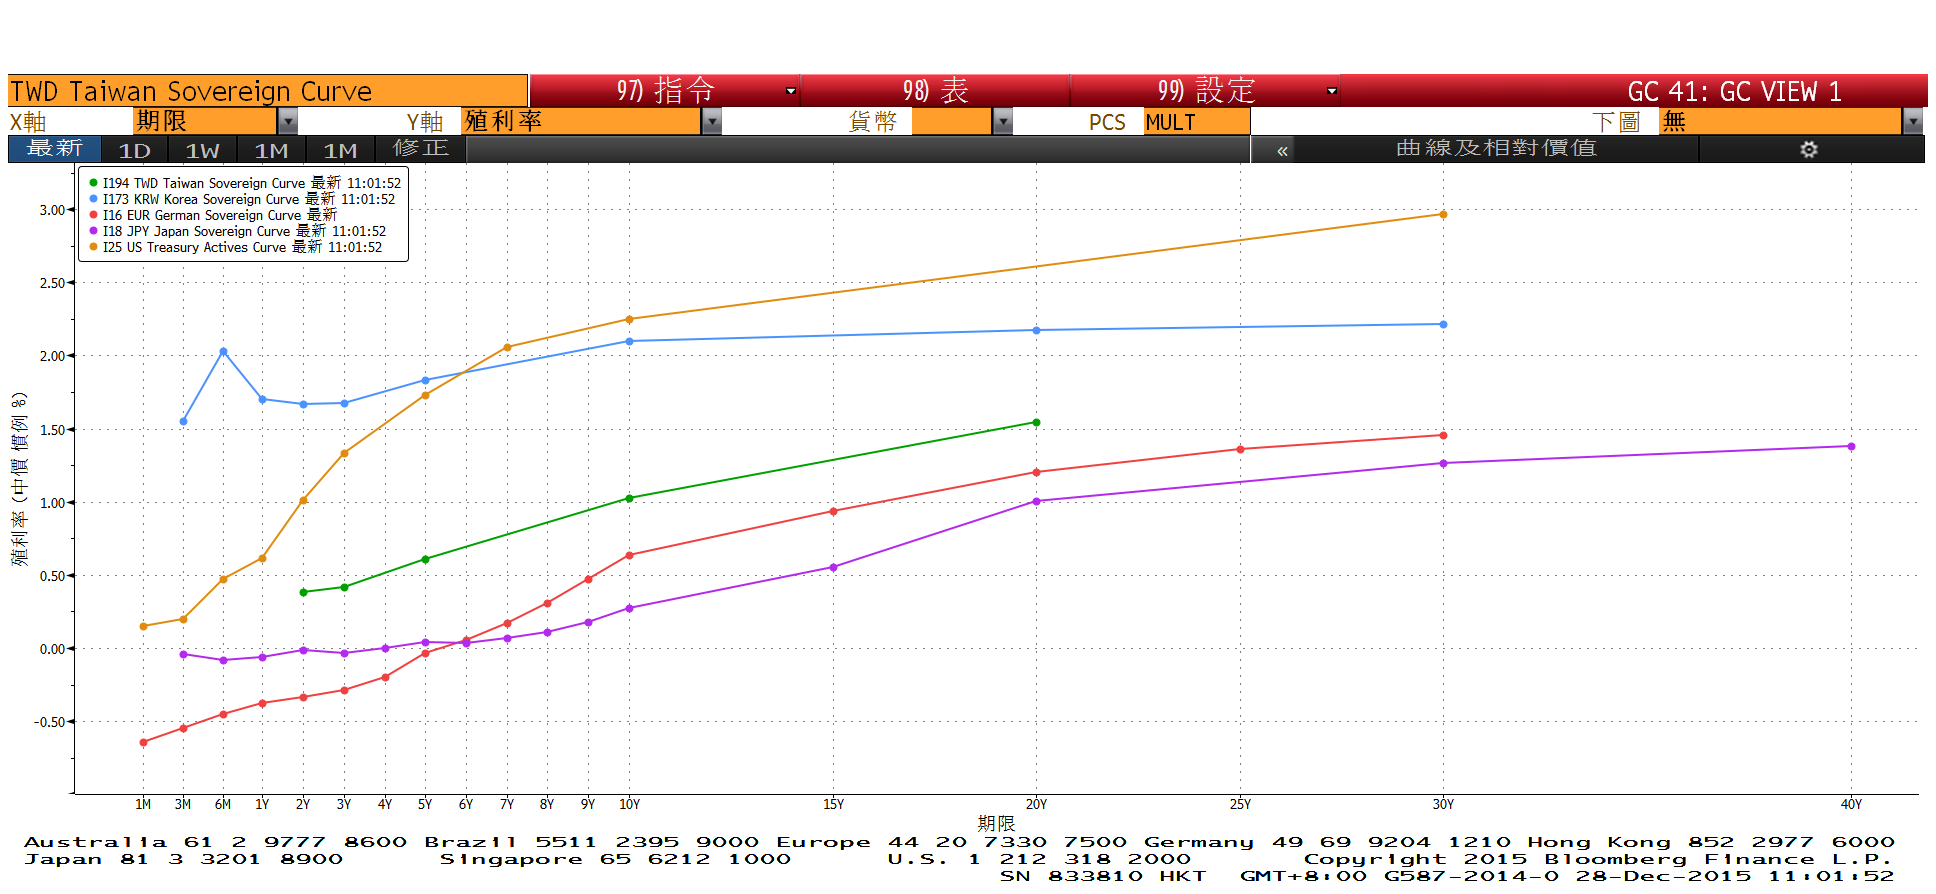 TWD Taiwan Sovereign Curve 97) 指令 98) 表 99) 設定 GC 41: GC VIEW 1
X軸 期限 Y軸 殖利率 貨幣 PCS MULT 下圖 無
最新 1D 1W 1M 1M 修正 « 曲線及相對價值
I194 TWD Taiwan Sovereign Curve 最新 11:01:52
I173 KRW Korea Sovereign Curve 最新 11:01:52
I16 EUR German Sovereign Curve 最新
I18 JPY Japan Sovereign Curve 最新 11:01:52
I25 US Treasury Actives Curve 最新 11:01:52
3.00
2.50
2.00
1.50
1.00
0.50
0.00
-0.50
殖利率 (中價 慣例 %)
1M 3M 6M 1Y 2Y 3Y 4Y 5Y 6Y 7Y 8Y 9Y 10Y 15Y 20Y 25Y 30Y 40Y
期限
Australia 61 2 9777 8600 Brazil 5511 2395 9000 Europe 44 20 7330 7500 Germany 49 69 9204 1210 Hong Kong 852 2977 6000
Japan 81 3 3201 8900 Singapore 65 6212 1000 U.S. 1 212 318 2000 Copyright 2015 Bloomberg Finance L.P.
SN 833810 HKT GMT+8:00 G587-2014-0 28-Dec-2015 11:01:52